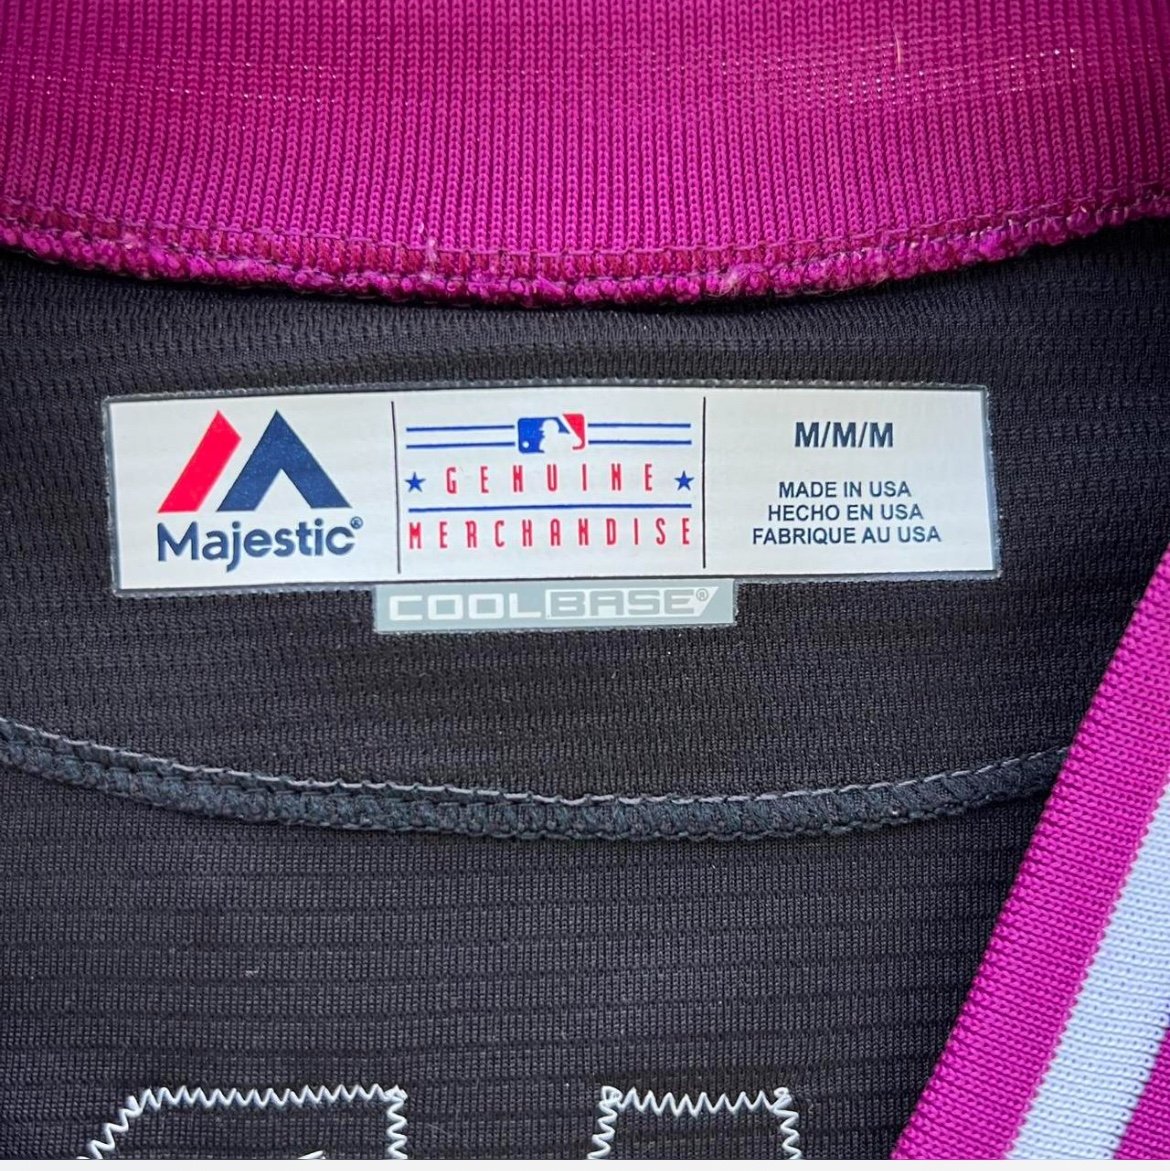 Majestic®
GENUINE
MERCHANDISE
M/M/M
MADE IN USA
HECHO EN USA
FABRIQUE AU USA
COOLBASE®